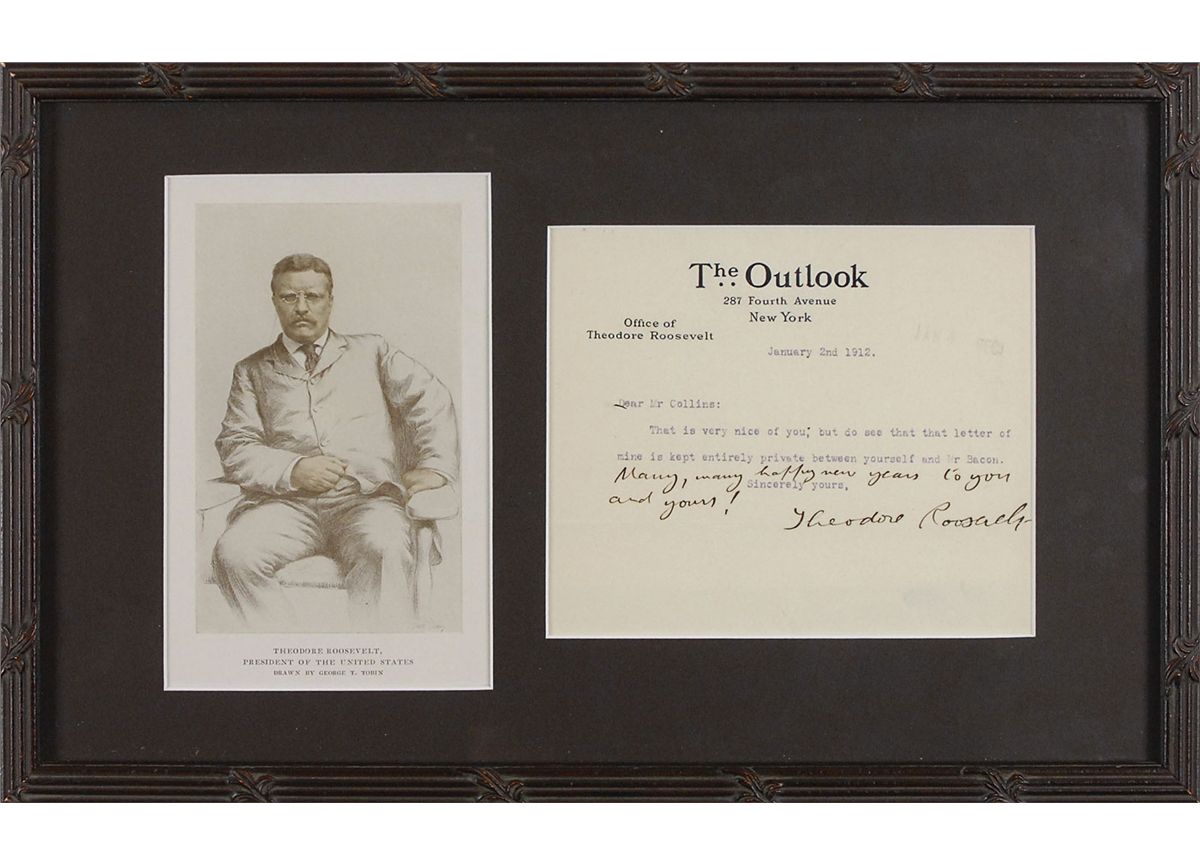 THEODORE ROOSEVELT,
PRESIDENT OF THE UNITED STATES
DRAWN BY GEORGE T. TOBIN
The Outlook
287 Fourth Avenue
New York
Office of
Theodore Roosevelt
January 2nd 1912.
Dear Mr Collins:
That is very nice of you; but do see that that letter of
mine is kept entirely private between yourself and Mr Bacon.
Many, many happy new years to you
Sincerely yours,
and yours!
Theodore Roosevelt